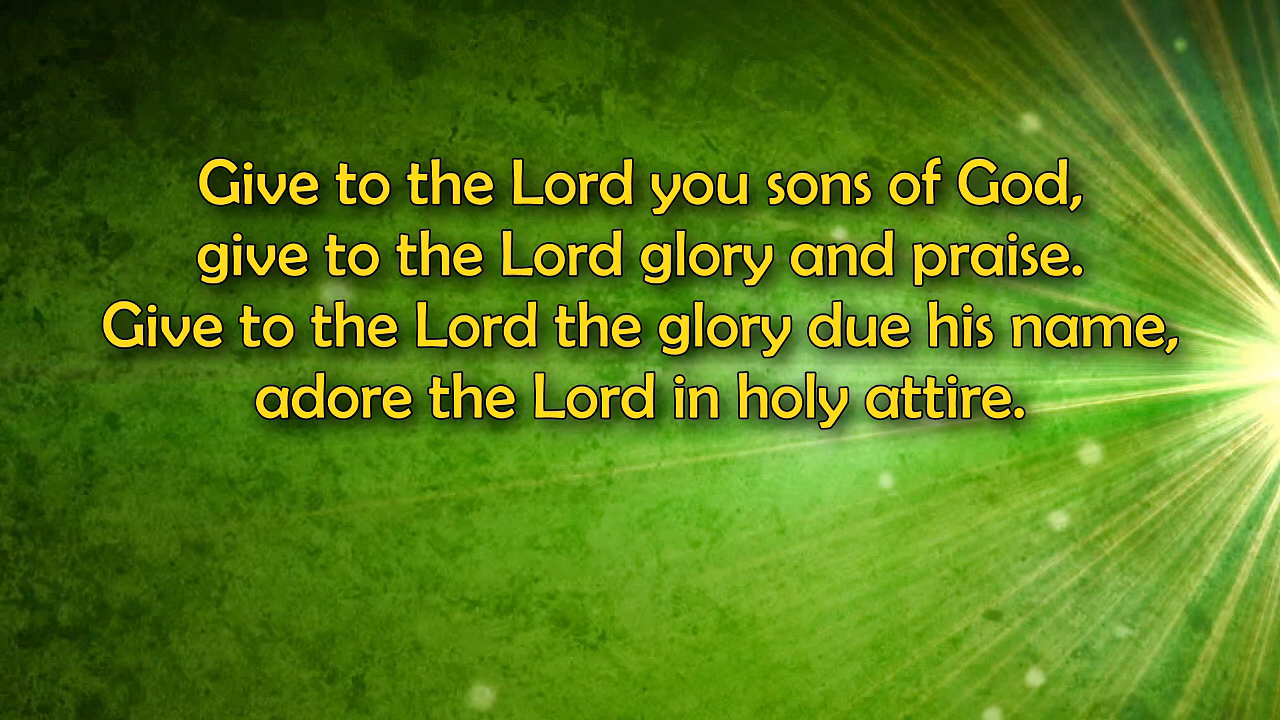 Give to the Lord you sons of God,
give to the Lord glory and praise.
Give to the Lord the glory due his name,
adore the Lord in holy attire.